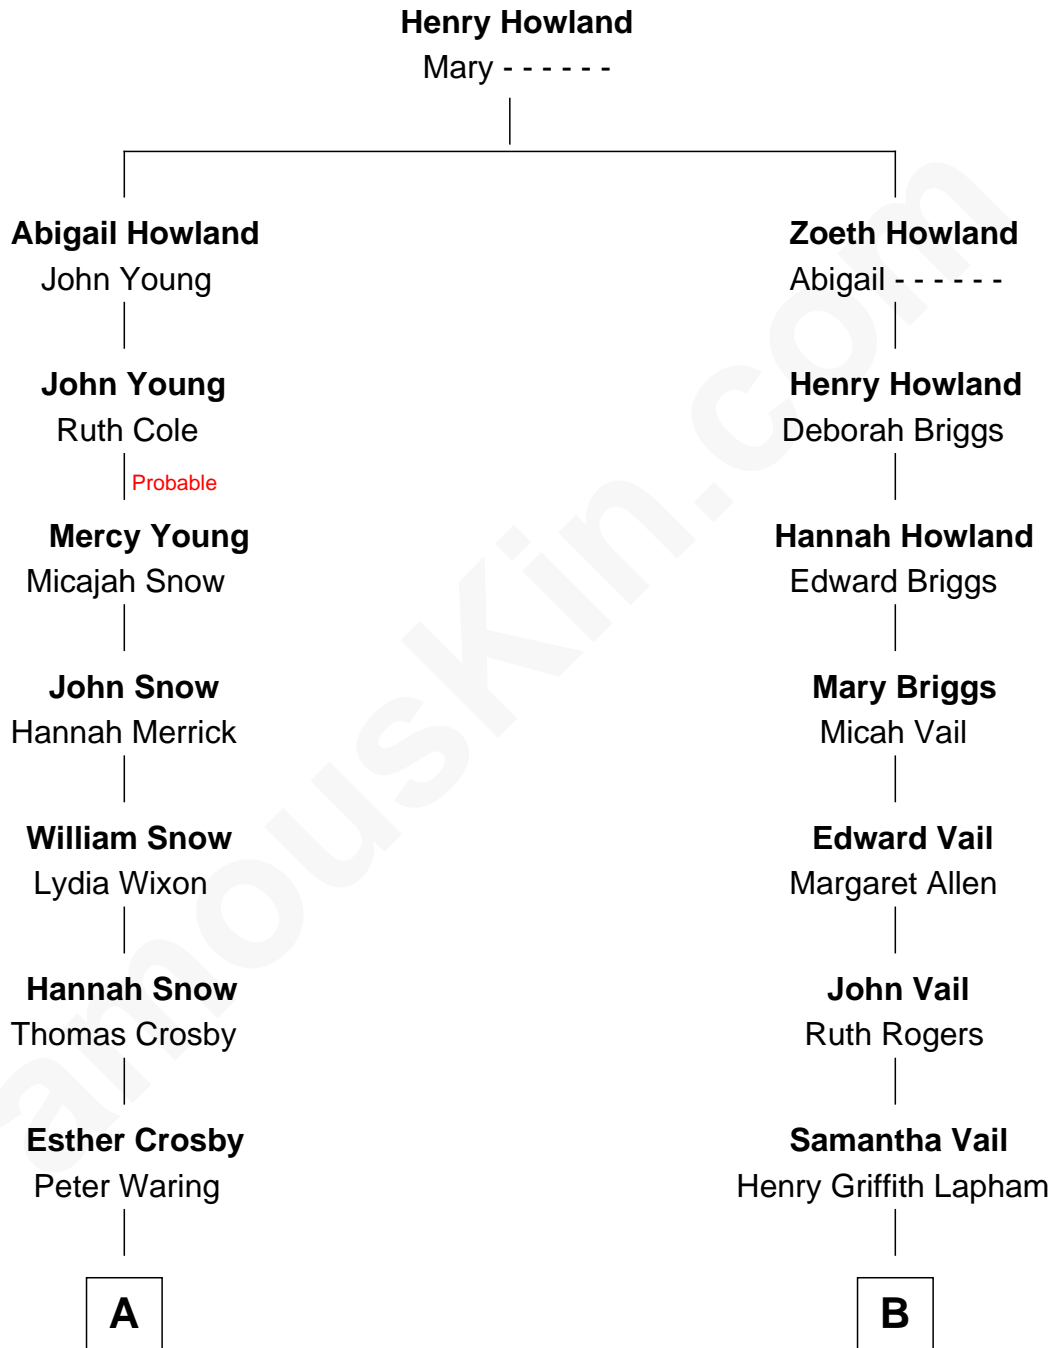 Henry Howland
Mary - - - - - -
Abigail Howland
John Young
Zoeth Howland
Abigail - - - - - -
John Young
Ruth Cole
Henry Howland
Deborah Briggs
Probable
Mercy Young
Micajah Snow
Hannah Howland
Edward Briggs
John Snow
Hannah Merrick
Mary Briggs
Micah Vail
William Snow
Lydia Wixon
Edward Vail
Margaret Allen
Hannah Snow
Thomas Crosby
John Vail
Ruth Rogers
Esther Crosby
Peter Waring
Samantha Vail
Henry Griffith Lapham
A
B
amouskin.com